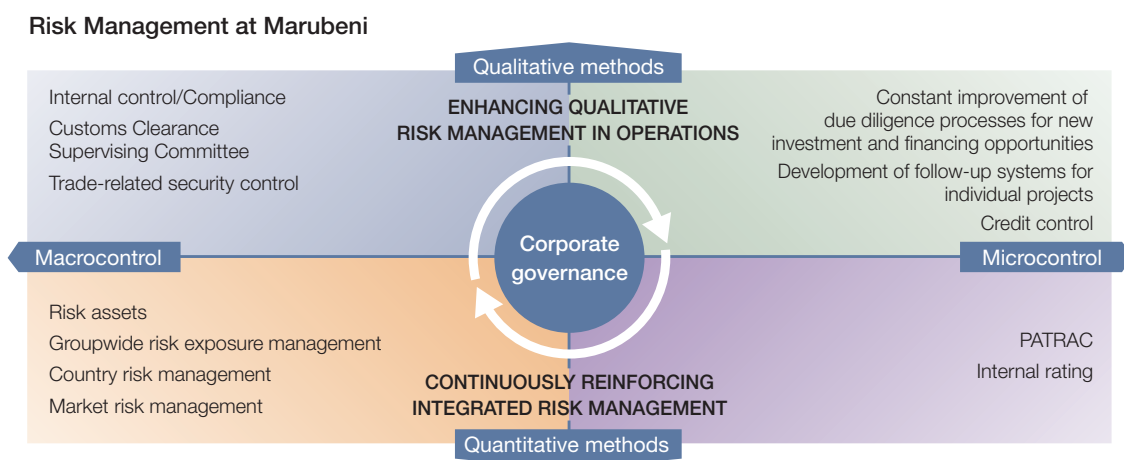 Risk Management at Marubeni
Qualitative methods
ENHANCING QUALITATIVE
RISK MANAGEMENT IN OPERATIONS
Internal control/Compliance
Customs Clearance
Supervising Committee
Trade-related security control
Constant improvement of
due diligence processes for new
investment and financing opportunities
Development of follow-up systems for
individual projects
Credit control
Macrocontrol
Corporate
governance
Microcontrol
Risk assets
Groupwide risk exposure management
Country risk management
Market risk management
PATRAC
Internal rating
CONTINUOUSLY REINFORCING
INTEGRATED RISK MANAGEMENT
Quantitative methods